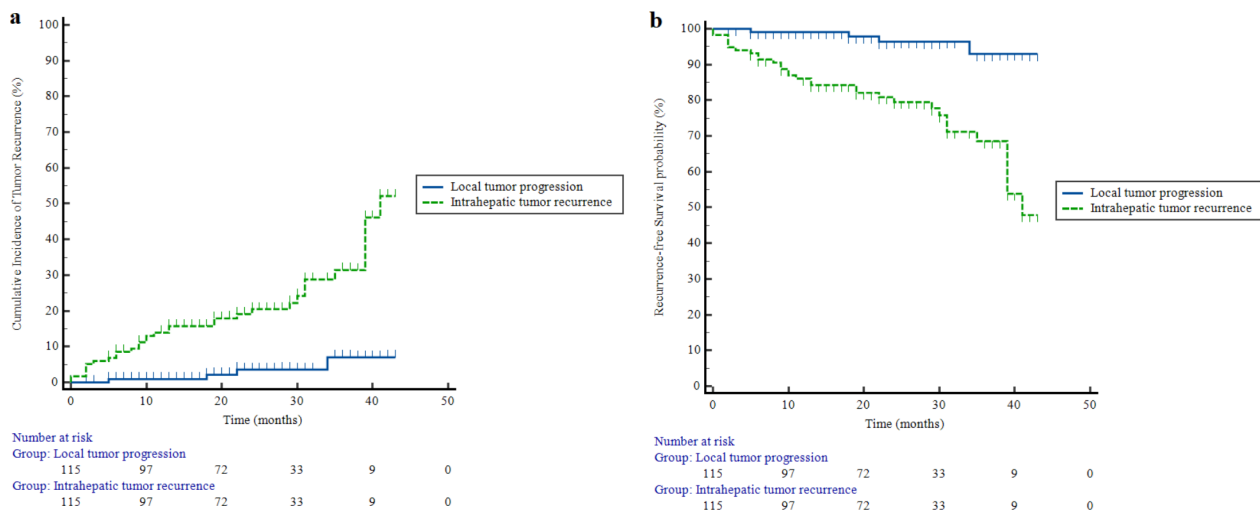 a
Cumulative Incidence of Tumor Recurrence (%)
100
90
80
70
60
50
40
30
20
10
0
0 10 20 30 40 50
Time (months)
Local tumor progression
Intrahepatic tumor recurrence
Number at risk
Group: Local tumor progression
115 97 72 33 9 0
Group: Intrahepatic tumor recurrence
115 97 72 33 9 0
b
Recurrence-free Survival probability (%)
100
90
80
70
60
50
40
30
20
10
0
0 10 20 30 40 50
Time (months)
Local tumor progression
Intrahepatic tumor recurrence
Number at risk
Group: Local tumor progression
115 97 72 33 9 0
Group: Intrahepatic tumor recurrence
115 97 72 33 9 0